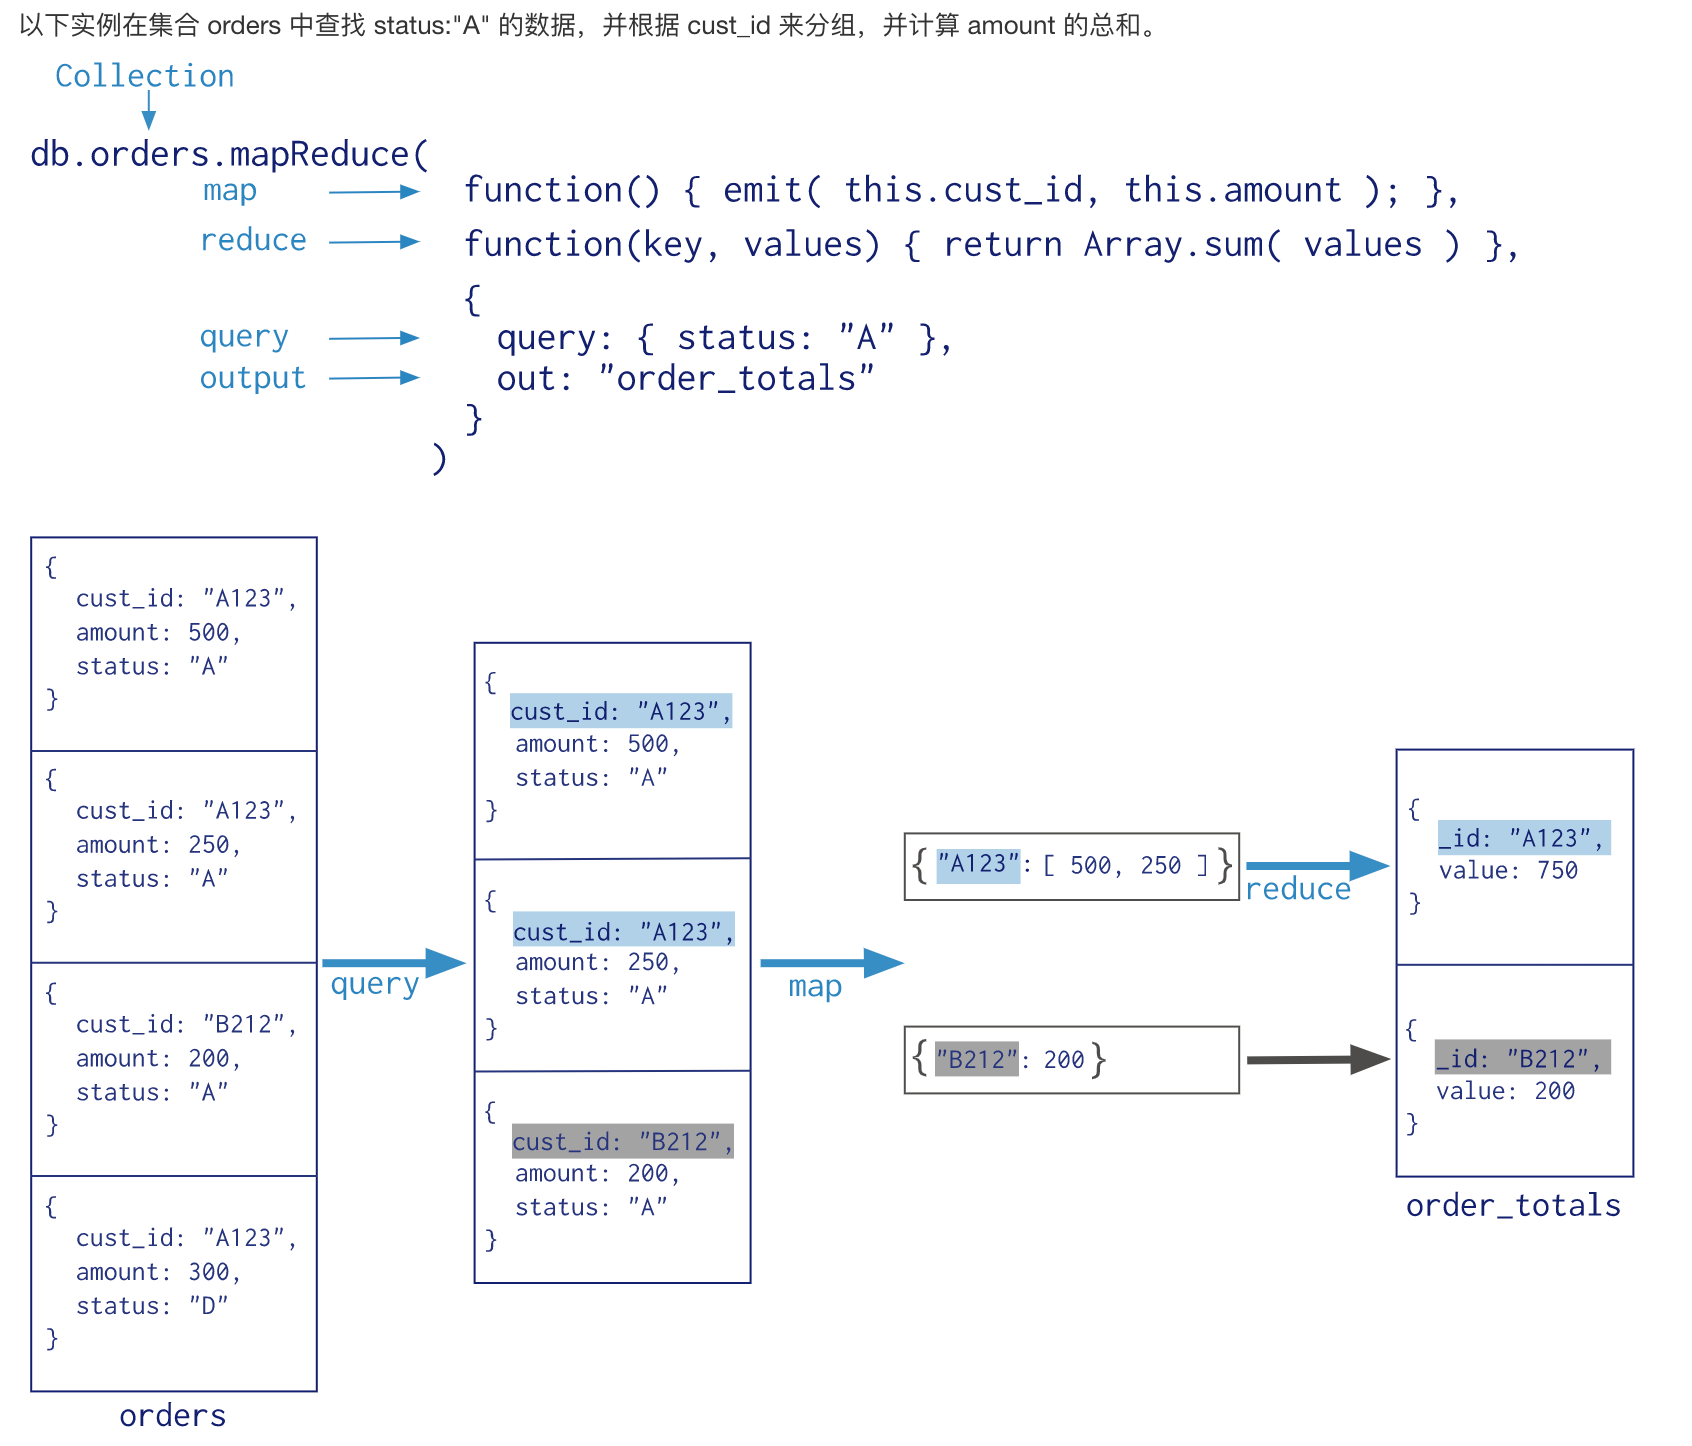 以下实例在集合 orders 中查找 status:"A" 的数据，并根据 cust_id 来分组，并计算 amount 的总和。
Collection
db.orders.mapReduce(
map function() { emit( this.cust_id, this.amount ); },
reduce function(key, values) { return Array.sum( values ) },
{
query query: { status: "A" },
output out: "order_totals"
}
)
{
cust_id: "A123",
amount: 500,
status: "A"
}
{
cust_id: "A123",
amount: 250,
status: "A"
}
{
cust_id: "B212",
amount: 200,
status: "A"
}
{
cust_id: "A123",
amount: 300,
status: "D"
}
orders
query
{
cust_id: "A123",
amount: 500,
status: "A"
}
{
cust_id: "A123",
amount: 250,
status: "A"
}
{
cust_id: "B212",
amount: 200,
status: "A"
}
map
{ "A123": [ 500, 250 ] }
reduce
{ "B212": 200 }
{
_id: "A123",
value: 750
}
{
_id: "B212",
value: 200
}
order_totals